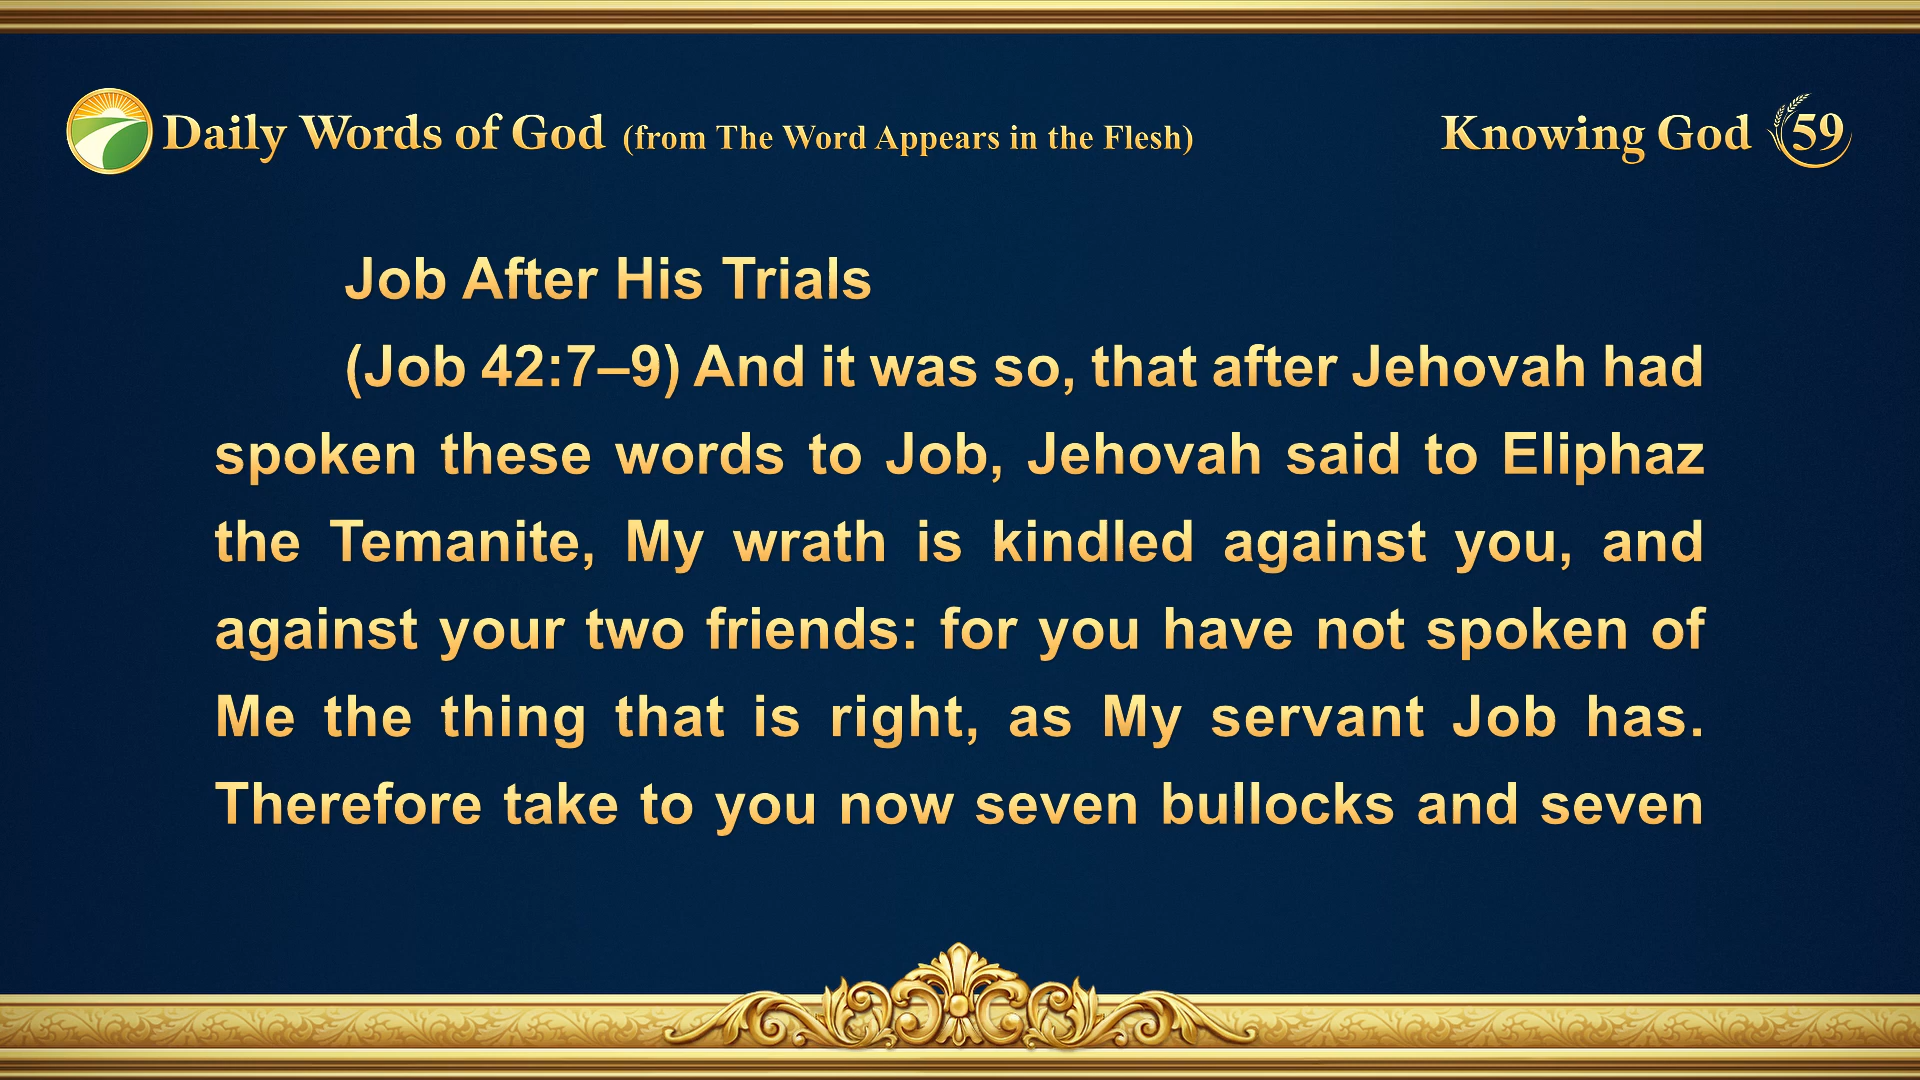 Daily Words of God (from The Word Appears in the Flesh)
Knowing God 59
Job After His Trials
(Job 42:7–9) And it was so, that after Jehovah had
spoken these words to Job, Jehovah said to Eliphaz
the Temanite, My wrath is kindled against you, and
against your two friends: for you have not spoken of
Me the thing that is right, as My servant Job has.
Therefore take to you now seven bullocks and seven